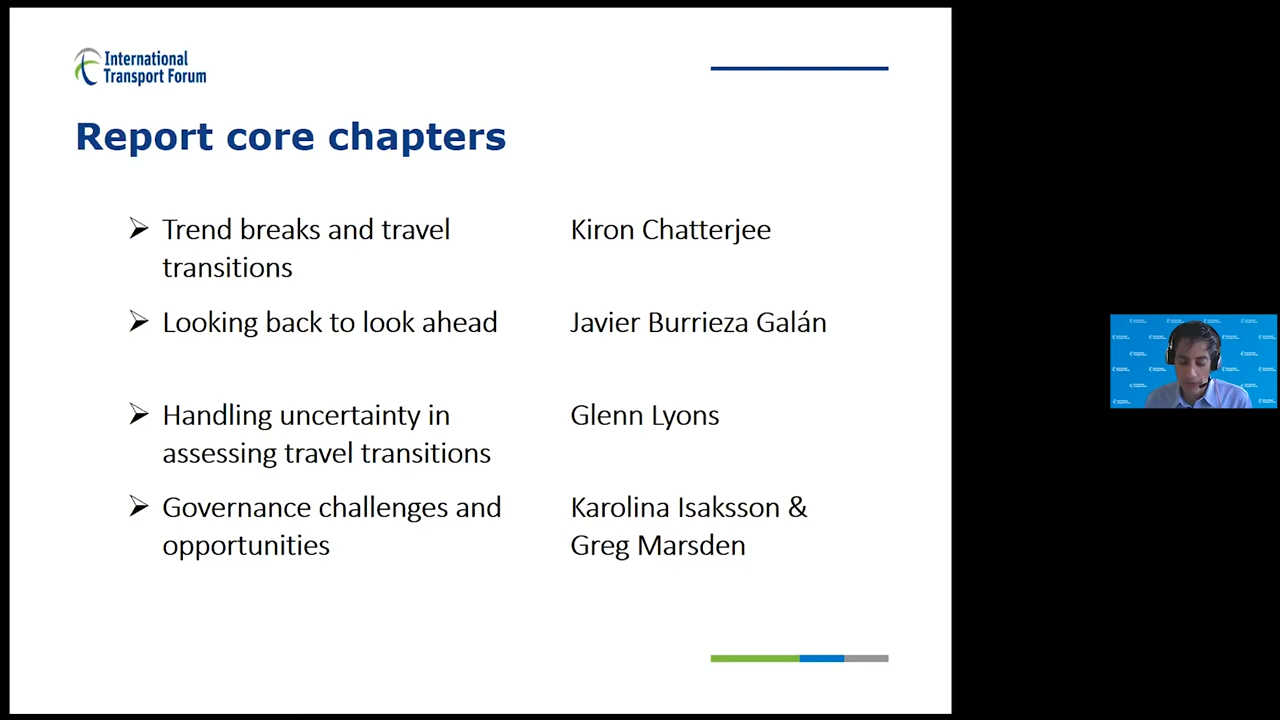 International
Transport Forum
Report core chapters
Trend breaks and travel
transitions
Kiron Chatterjee
Looking back to look ahead
Javier Burrieza Galán
Handling uncertainty in
assessing travel transitions
Glenn Lyons
Governance challenges and
opportunities
Karolina Isaksson &
Greg Marsden